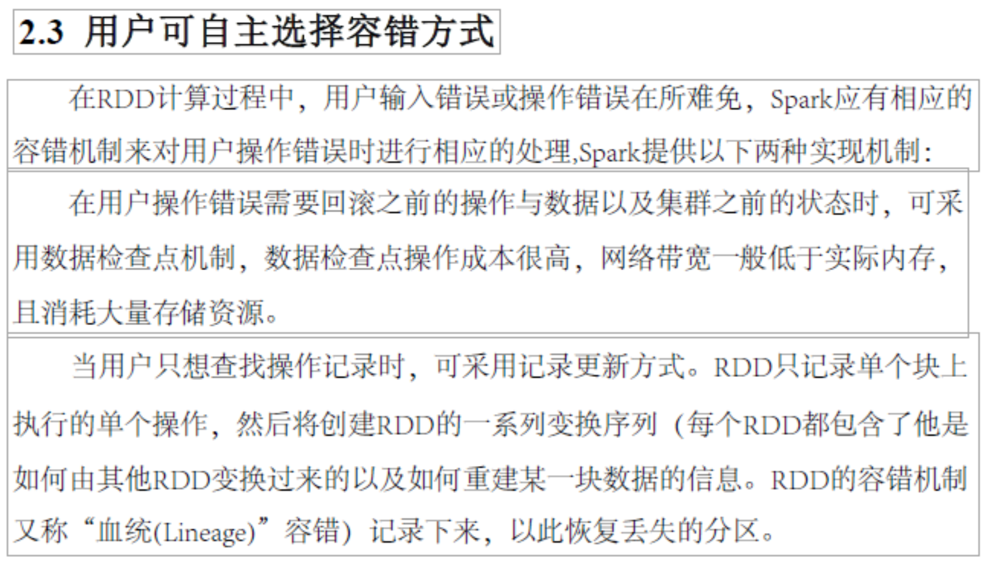 2.3 用户可自主选择容错方式
在RDD计算过程中，用户输入错误或操作错误在所难免，Spark应有相应的
容错机制来对用户操作错误时进行相应的处理,Spark提供以下两种实现机制：
在用户操作错误需要回滚之前的操作与数据以及集群之前的状态时，可采
用数据检查点机制，数据检查点操作成本很高，网络带宽一般低于实际内存，
且消耗大量存储资源。
当用户只想查找操作记录时，可采用记录更新方式。RDD只记录单个块上
执行的单个操作，然后将创建RDD的一系列变换序列（每个RDD都包含了他是
如何由其他RDD变换过来的以及如何重建某一块数据的信息。RDD的容错机制
又称“血统(Lineage)”容错）记录下来，以此恢复丢失的分区。